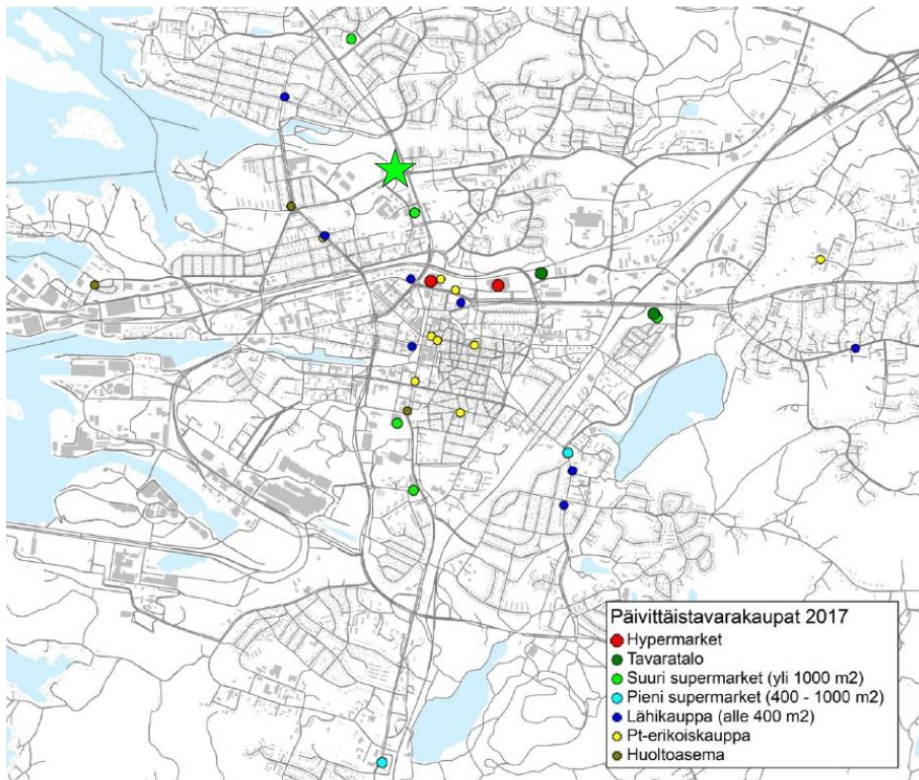 Päivittäistavarakaupat 2017
Hypermarket
Tavaratalo
Suuri supermarket (yli 1000 m2)
Pieni supermarket (400 - 1000 m2)
Lähikauppa (alle 400 m2)
Pt-erikoiskauppa
Huoltoasema